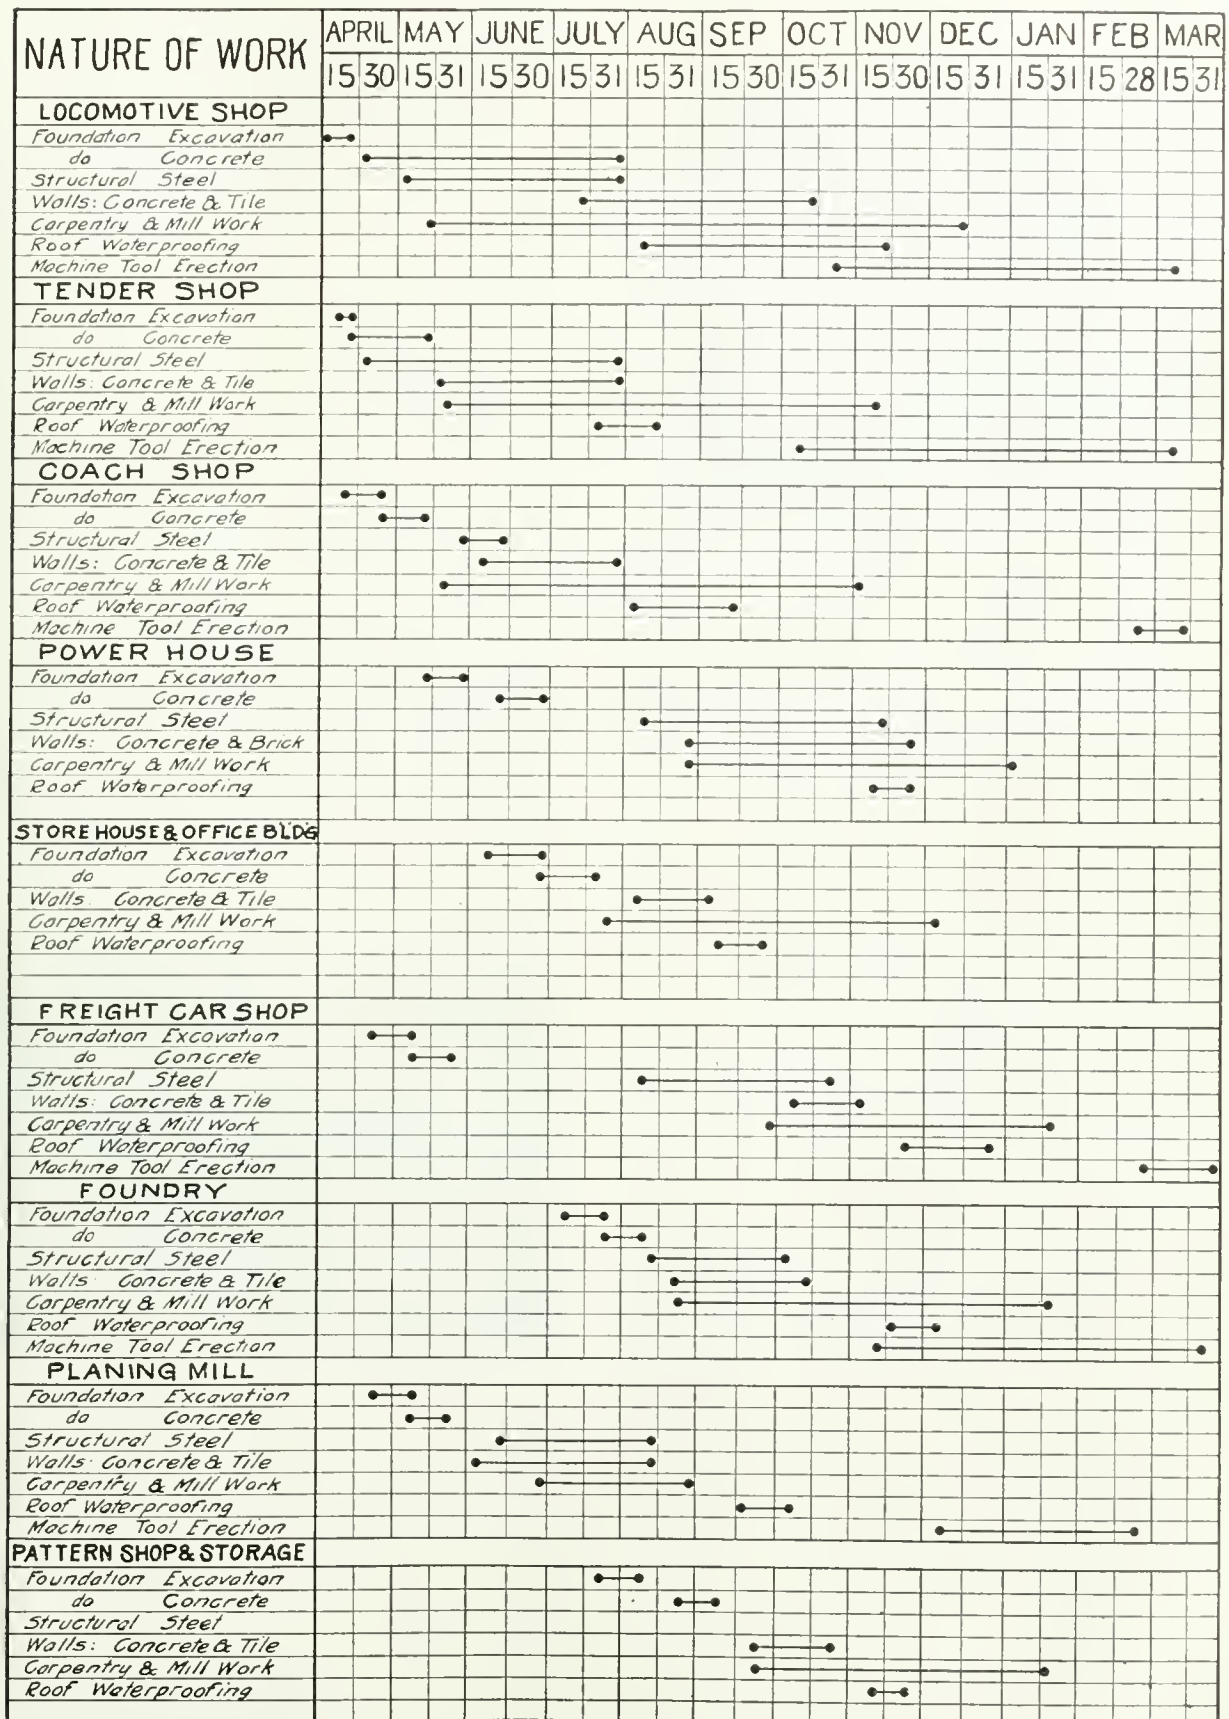 NATURE OF WORK
APRIL MAY JUNE JULY AUG SEP OCT NOV DEC JAN FEB MAR
15 30 15 31 15 30 15 31 15 31 15 30 15 31 15 30 15 31 15 31 15 28 15 31
LOCOMOTIVE SHOP
Foundation Excavation
do Concrete
Structural Steel
Walls: Concrete & Tile
Carpentry & Mill Work
Roof Waterproofing
Machine Tool Erection
TENDER SHOP
Foundation Excavation
do Concrete
Structural Steel
Walls: Concrete & Tile
Carpentry & Mill Work
Roof Waterproofing
Machine Tool Erection
COACH SHOP
Foundation Excavation
do Concrete
Structural Steel
Walls: Concrete & Tile
Carpentry & Mill Work
Roof Waterproofing
Machine Tool Erection
POWER HOUSE
Foundation Excavation
do Concrete
Structural Steel
Walls: Concrete & Brick
Carpentry & Mill Work
Roof Waterproofing
STORE HOUSE & OFFICE BLDG
Foundation Excavation
do Concrete
Walls Concrete & Tile
Carpentry & Mill Work
Roof Waterproofing
FREIGHT CAR SHOP
Foundation Excavation
do Concrete
Structural Steel
Walls: Concrete & Tile
Carpentry & Mill Work
Roof Waterproofing
Machine Tool Erection
FOUNDRY
Foundation Excavation
do Concrete
Structural Steel
Walls Concrete & Tile
Carpentry & Mill Work
Roof Waterproofing
Machine Tool Erection
PLANING MILL
Foundation Excavation
do Concrete
Structural Steel
Walls: Concrete & Tile
Carpentry & Mill Work
Roof Waterproofing
Machine Tool Erection
PATTERN SHOP & STORAGE
Foundation Excavation
do Concrete
Structural Steel
Walls: Concrete & Tile
Carpentry & Mill Work
Roof Waterproofing